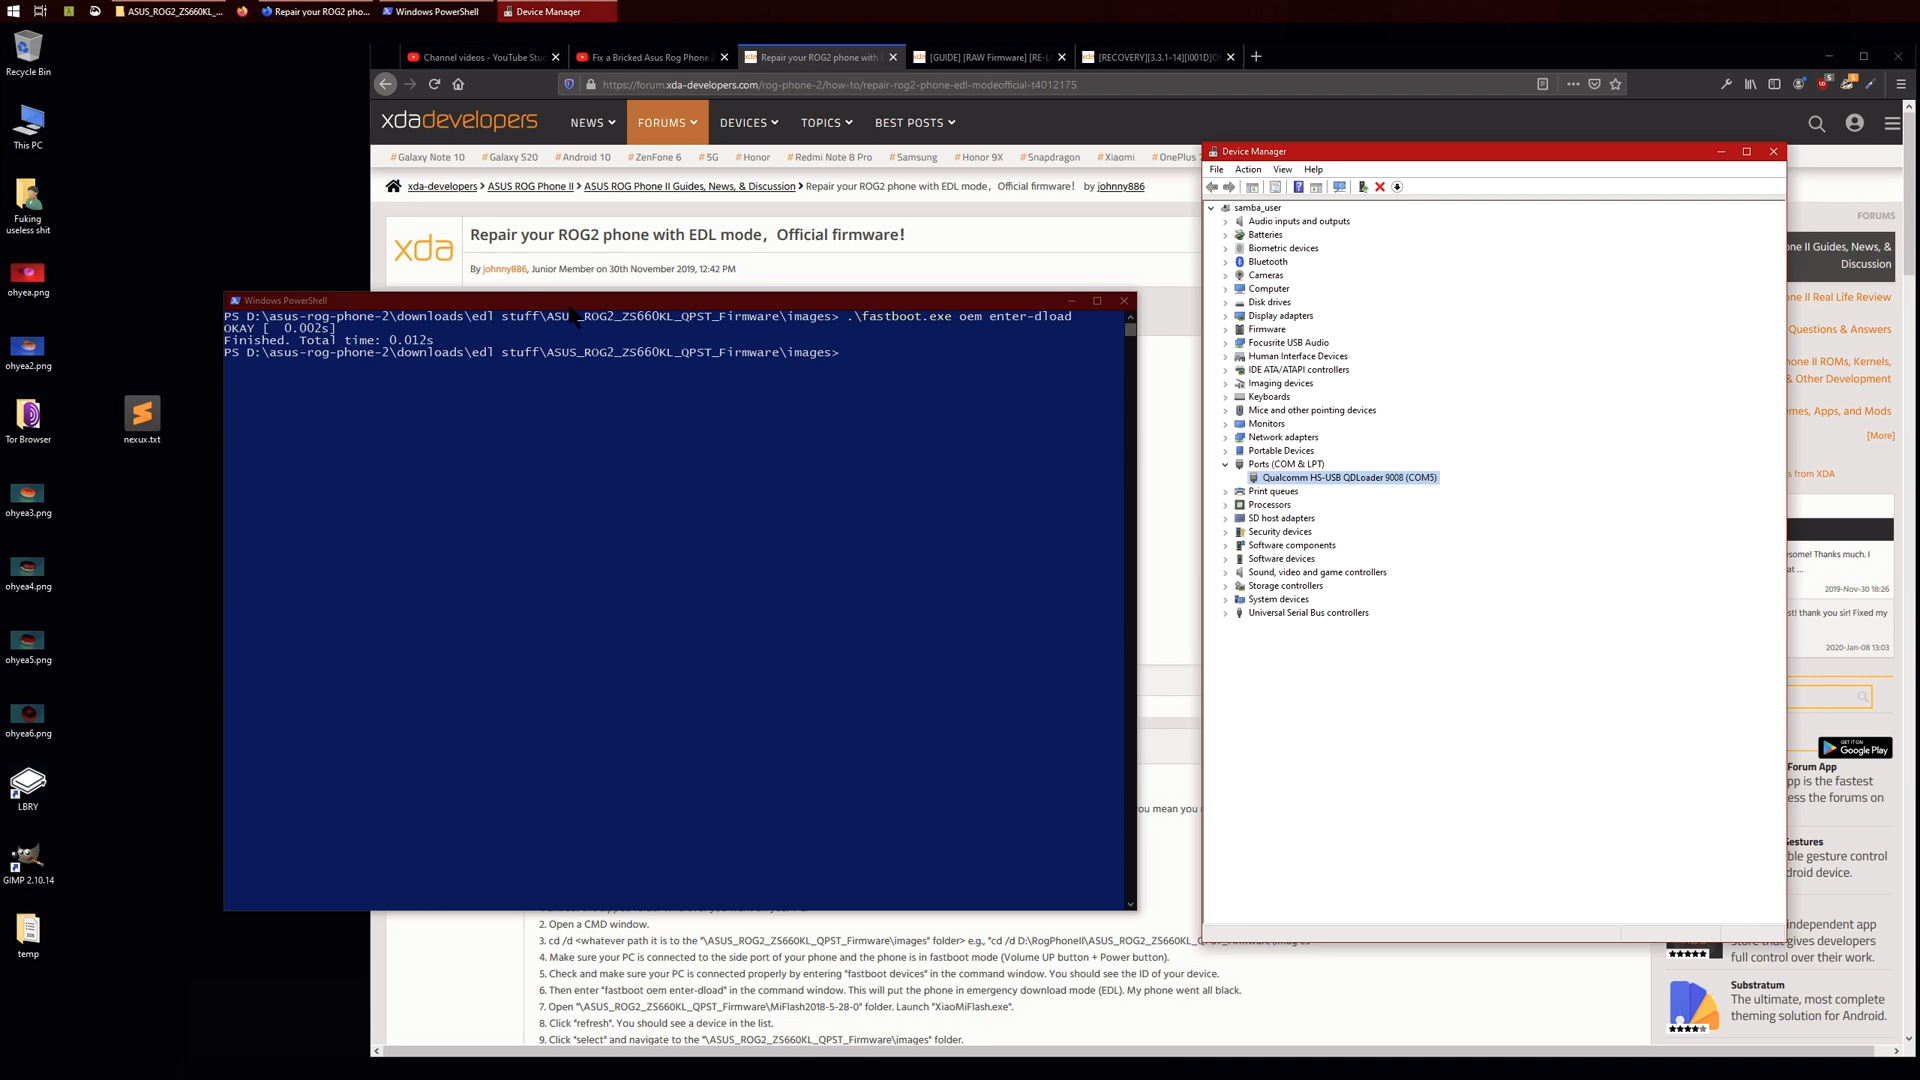 ASUS_ROG2_ZS660KL_...
Repair your ROG2 pho...
Windows PowerShell
Device Manager
Recycle Bin
This PC
Fuking
useless shit
ohyea.png
ohyea2.png
Tor Browser
nexux.txt
ohyea3.png
ohyea4.png
ohyea5.png
ohyea6.png
LBRY
GIMP 2.10.14
temp
Channel videos - YouTube Stu
Fix a Bricked Asus Rog Phone
Repair your ROG2 phone with
[GUIDE] [RAW Firmware] [RE-L
[RECOVERY][3.3.1-14][I001D][O
https://forum.xda-developers.com/rog-phone-2/how-to/repair-rog2-phone-edl-modeofficial-t4012175
xdadevelopers
NEWS
FORUMS
DEVICES
TOPICS
BEST POSTS
#Galaxy Note 10
#Galaxy S20
#Android 10
#ZenFone 6
#5G
#Honor
#Redmi Note 8 Pro
#Samsung
#Honor 9X
#Snapdragon
#Xiaomi
#OnePlus
xda-developers > ASUS ROG Phone II > ASUS ROG Phone II Guides, News, & Discussion > Repair your ROG2 phone with EDL mode，Official firmware! by johnny886
xda
Repair your ROG2 phone with EDL mode，Official firmware!
By johnny886, Junior Member on 30th November 2019, 12:42 PM
Windows PowerShell
PS D:\asus-rog-phone-2\downloads\edl stuff\ASUS_ROG2_ZS660KL_QPST_Firmware\images> .\fastboot.exe oem enter-dload
OKAY [  0.002s]
Finished. Total time: 0.012s
PS D:\asus-rog-phone-2\downloads\edl stuff\ASUS_ROG2_ZS660KL_QPST_Firmware\images>
ou mean you
2. Open a CMD window.
3. cd /d <whatever path it is to the "\ASUS_ROG2_ZS660KL_QPST_Firmware\images" folder> e.g., "cd /d D:\RogPhoneII\ASUS_ROG2_ZS660KL_
4. Make sure your PC is connected to the side port of your phone and the phone is in fastboot mode (Volume UP button + Power button).
5. Check and make sure your PC is connected properly by entering "fastboot devices" in the command window. You should see the ID of your device.
6. Then enter "fastboot oem enter-dload" in the command window. This will put the phone in emergency download mode (EDL). My phone went all black.
7. Open "\ASUS_ROG2_ZS660KL_QPST_Firmware\MiFlash2018-5-28-0" folder. Launch "XiaoMiFlash.exe".
8. Click "refresh". You should see a device in the list.
9. Click "select" and navigate to the "\ASUS_ROG2_ZS660KL_QPST_Firmware\images" folder.
Device Manager
File
Action
View
Help
samba_user
Audio inputs and outputs
Batteries
Biometric devices
Bluetooth
Cameras
Computer
Disk drives
Display adapters
Firmware
Focusrite USB Audio
Human Interface Devices
IDE ATA/ATAPI controllers
Imaging devices
Keyboards
Mice and other pointing devices
Monitors
Network adapters
Portable Devices
Ports (COM & LPT)
Qualcomm HS-USB QDLoader 9008 (COM5)
Print queues
Processors
SD host adapters
Security devices
Software components
Software devices
Sound, video and game controllers
Storage controllers
System devices
Universal Serial Bus controllers
FORUMS
one II Guides, News, &
Discussion
one II Real Life Review
Questions & Answers
one II ROMs, Kernels,
& Other Development
emes, Apps, and Mods
[More]
s from XDA
some! Thanks much. I
at ...
2019-Nov-30 18:26
st! thank you sir! Fixed my
2020-Jan-08 13:03
GET IT ON
Google Play
Forum App
pp is the fastest
ess the forums on
Gestures
ble gesture control
droid device.
independent app
store that gives developers
full control over their work.
Substratum
The ultimate, most complete
theming solution for Android.